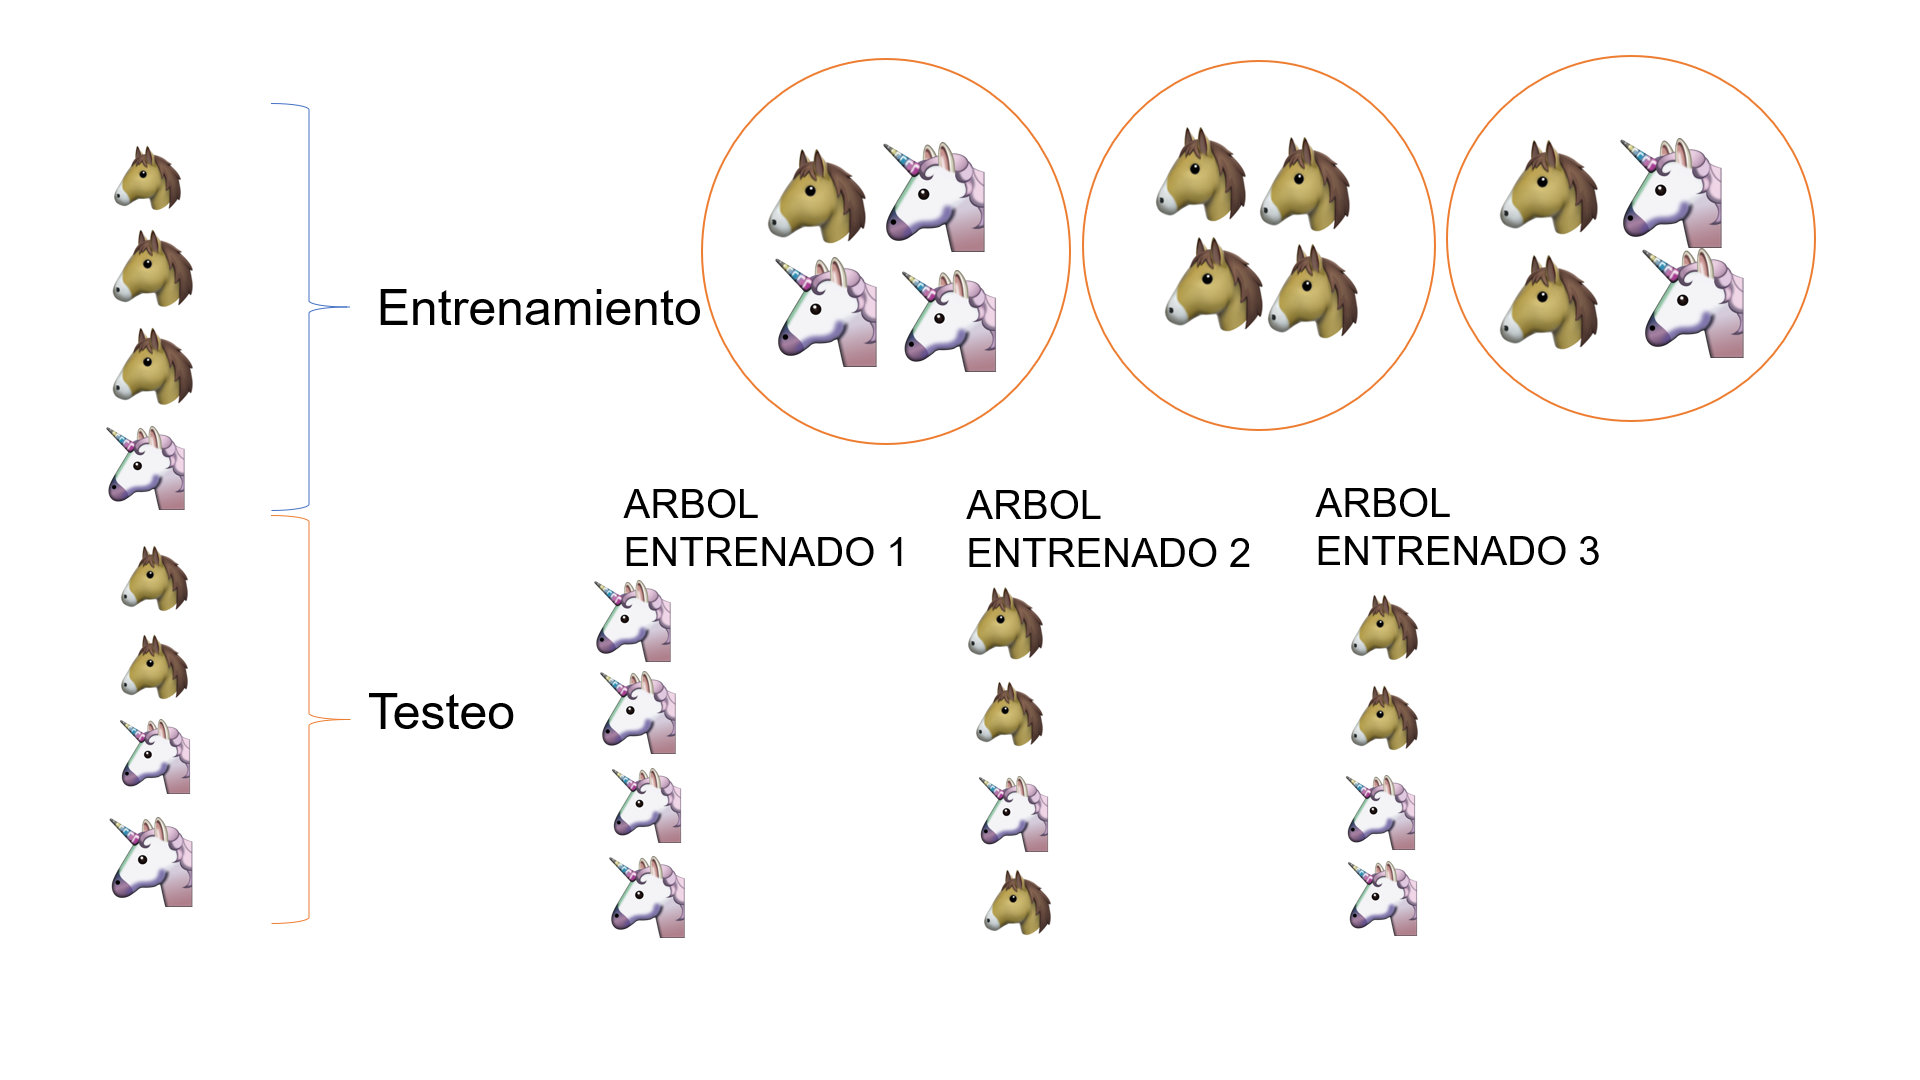 Entrenamiento
ARBOL
ENTRENADO 1
ARBOL
ENTRENADO 2
ARBOL
ENTRENADO 3
Testeo